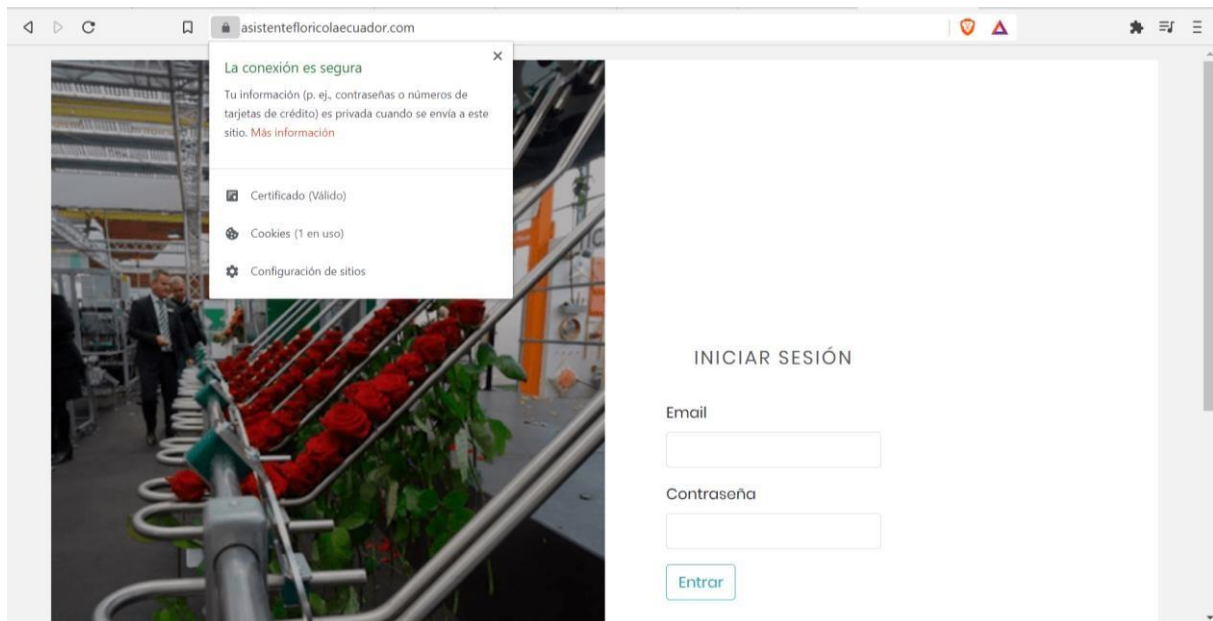 asistentefloricolaecuador.com
La conexión es segura
Tu información (p. ej., contraseñas o números de
tarjetas de crédito) es privada cuando se envía a este
sitio. Más información
Certificado (Válido)
Cookies (1 en uso)
Configuración de sitios
INICIAR SESIÓN
Email
Contraseña
Entrar